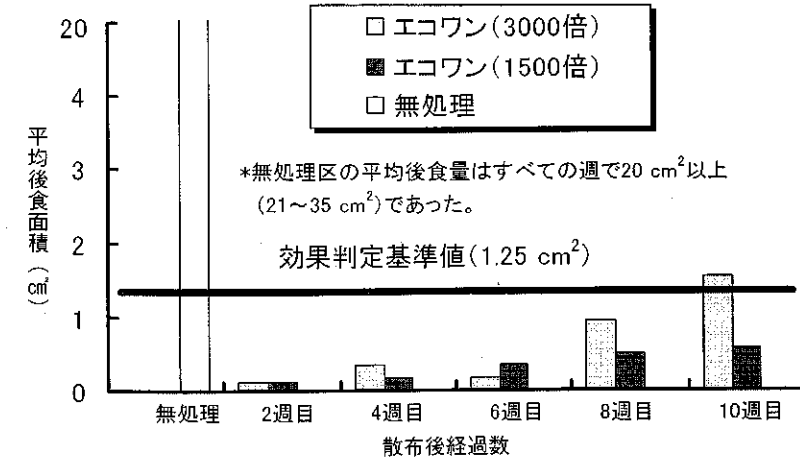 エコワン(3000倍)
エコワン(1500倍)
無処理
20
4
3
2
1
0
平均後食面積(㎠)
*無処理区の平均後食量はすべての週で20 cm²以上
(21～35 cm²)であった。
効果判定基準値(1.25 cm²)
無処理 2週目 4週目 6週目 8週目 10週目
散布後経過数